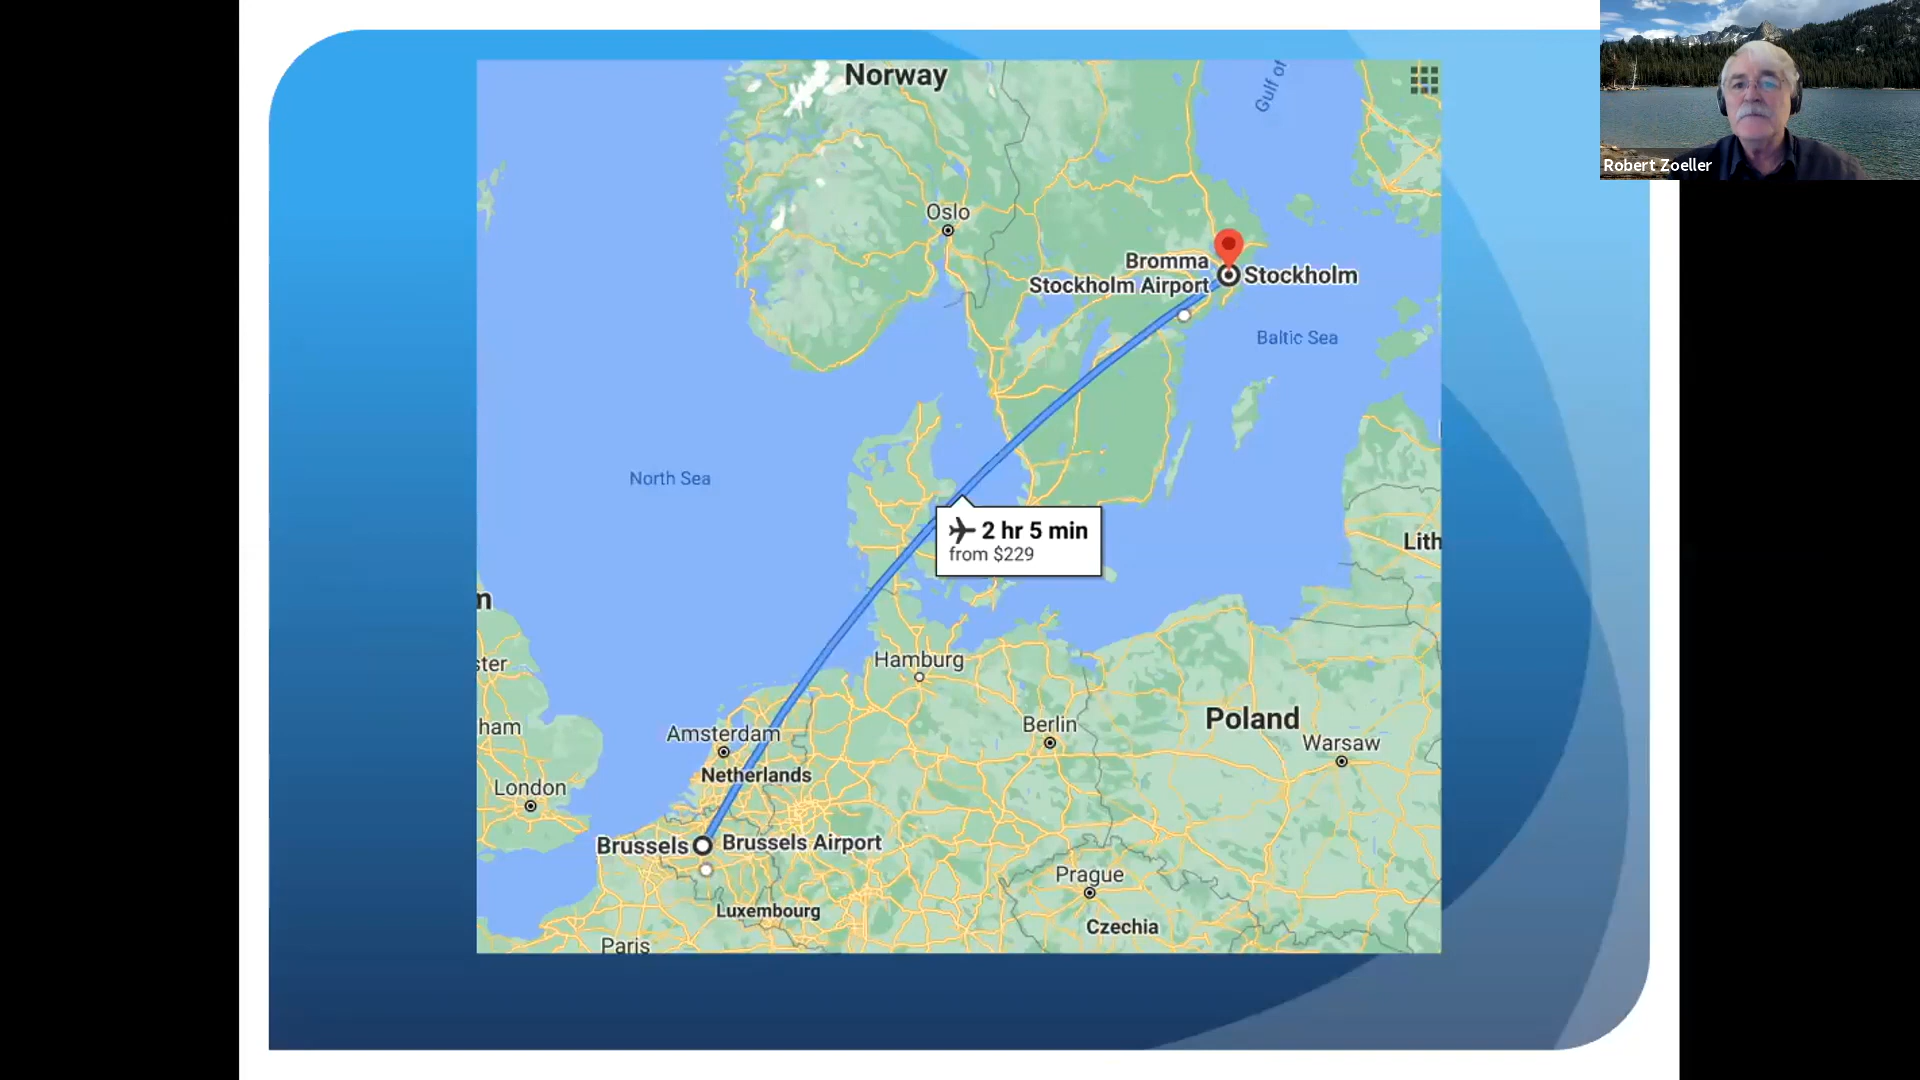 Norway
Gulf of
Robert Zoeller
Oslo
Bromma
Stockholm Airport
Stockholm
Baltic Sea
North Sea
2 hr 5 min
from $229
Lith
n
ster
Hamburg
ham
Amsterdam
Berlin
Poland
Warsaw
Netherlands
London
Brussels
Brussels Airport
Prague
Luxembourg
Czechia
Paris